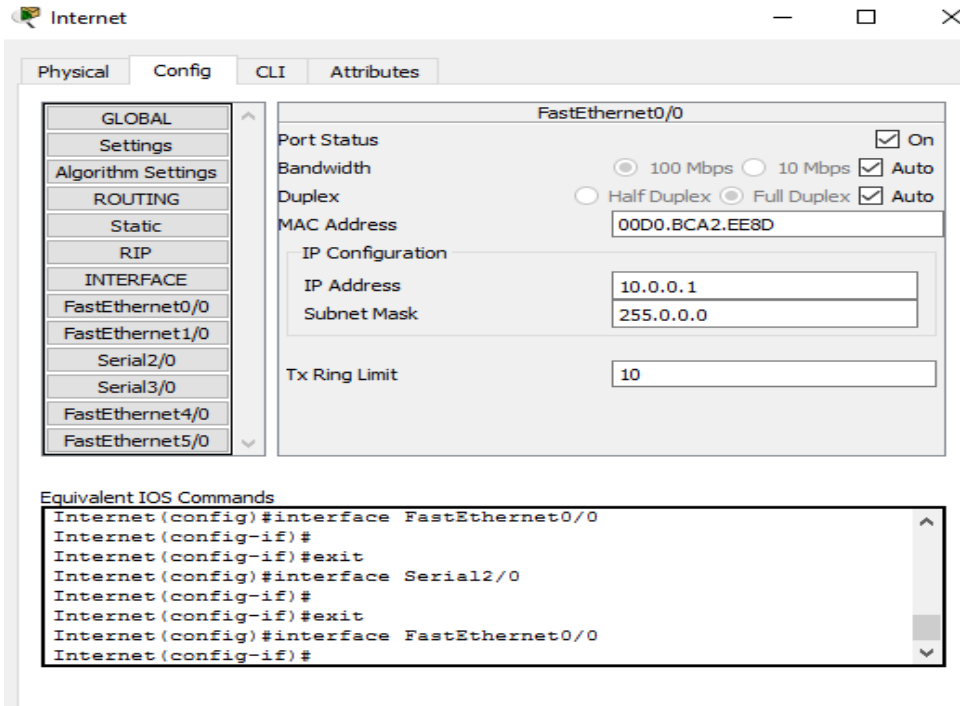 Internet
Physical Config CLI Attributes
GLOBAL
Settings
Algorithm Settings
ROUTING
Static
RIP
INTERFACE
FastEthernet0/0
FastEthernet1/0
Serial2/0
Serial3/0
FastEthernet4/0
FastEthernet5/0
FastEthernet0/0
Port Status On
Bandwidth 100 Mbps 10 Mbps Auto
Duplex Half Duplex Full Duplex Auto
MAC Address 00D0.BCA2.EE8D
IP Configuration
IP Address 10.0.0.1
Subnet Mask 255.0.0.0
Tx Ring Limit 10
Equivalent IOS Commands
Internet(config)#interface FastEthernet0/0
Internet(config-if)#
Internet(config-if)#exit
Internet(config)#interface Serial2/0
Internet(config-if)#
Internet(config-if)#exit
Internet(config)#interface FastEthernet0/0
Internet(config-if)#